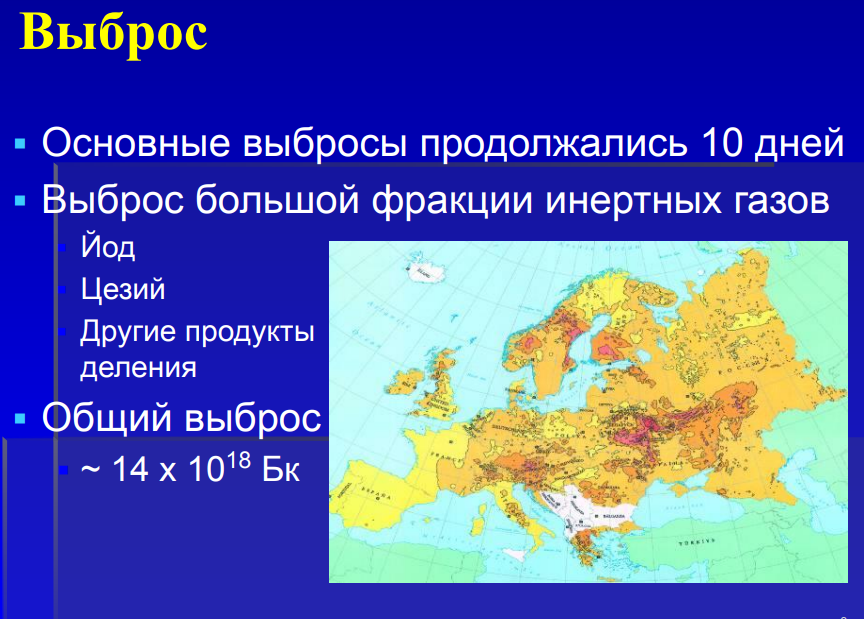 Выброс
Основные выбросы продолжались 10 дней
Выброс большой фракции инертных газов
Йод
Цезий
Другие продукты
деления
Общий выброс
~ 14 x 10¹⁸ Бк